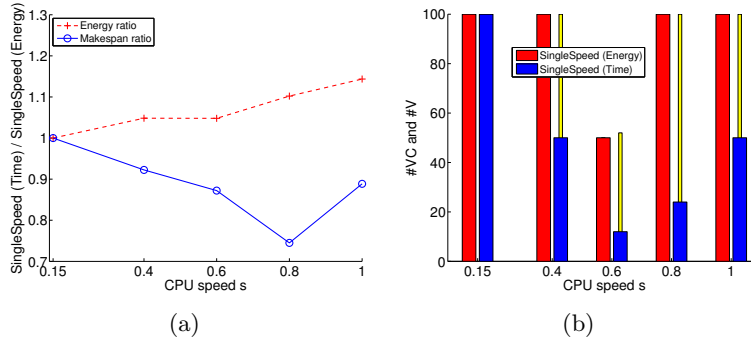 SingleSpeed (Time) / SingleSpeed (Energy)
1.3
1.2
1.1
1
0.9
0.8
0.7
Energy ratio
Makespan ratio
0.15 0.4 0.6 0.8 1
CPU speed s
(a)
#VC and #V
100
80
60
40
20
0
SingleSpeed (Energy)
SingleSpeed (Time)
0.15 0.4 0.6 0.8 1
CPU speed s
(b)